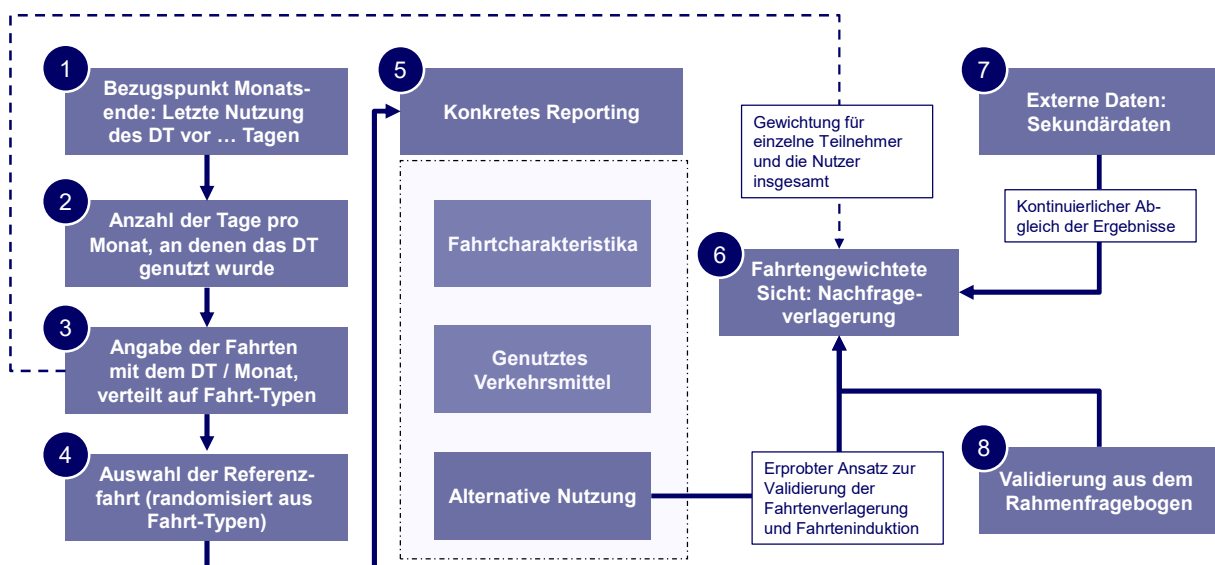 1
Bezugspunkt Monats-
ende: Letzte Nutzung
des DT vor … Tagen
2
Anzahl der Tage pro
Monat, an denen das DT
genutzt wurde
3
Angabe der Fahrten
mit dem DT / Monat,
verteilt auf Fahrt-Typen
4
Auswahl der Referenz-
fahrt (randomisiert aus
Fahrt-Typen)
5
Konkretes Reporting
Fahrtcharakteristika
Genutztes
Verkehrsmittel
Alternative Nutzung
Gewichtung für
einzelne Teilnehmer
und die Nutzer
insgesamt
6
Fahrtengewichtete
Sicht: Nachfrage-
verlagerung
Erprobter Ansatz zur
Validierung der
Fahrtenverlagerung
und Fahrteninduktion
7
Externe Daten:
Sekundärdaten
Kontinuierlicher Ab-
gleich der Ergebnisse
8
Validierung aus dem
Rahmenfragebogen